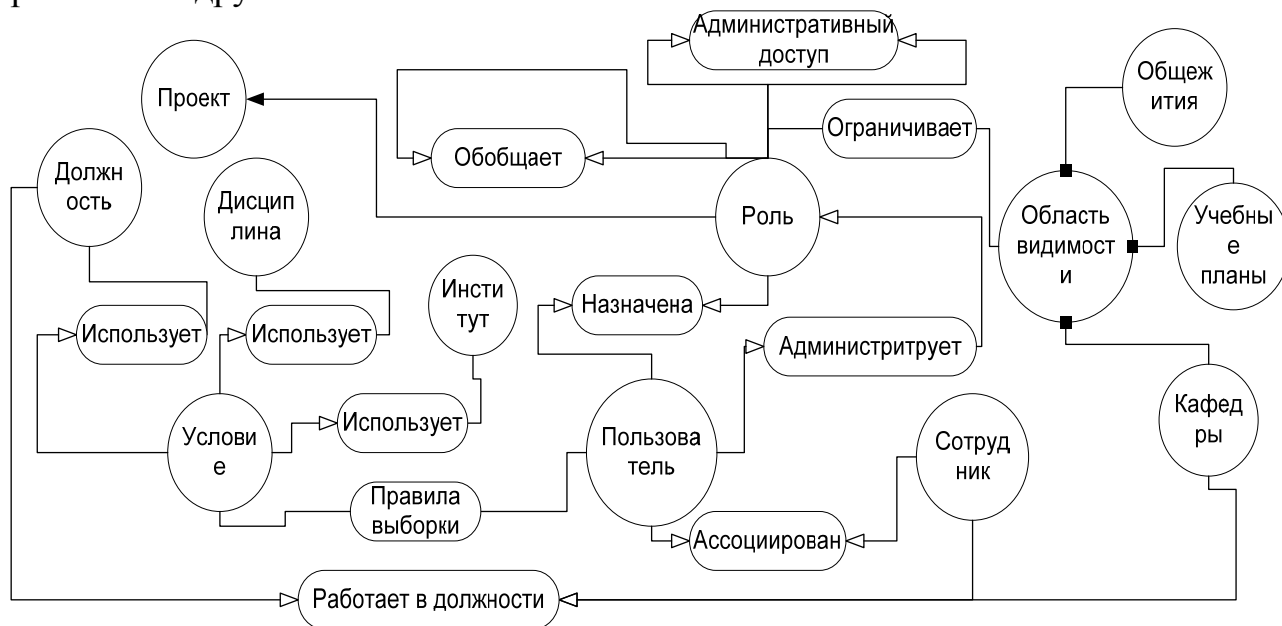 Административный
доступ
Проект
Общеж
ития
Ограничивает
Обобщает
Должн
ость
Дисцип
лина
Роль
Область
видимост
и
Учебны
е
планы
Инсти
тут
Назначена
Использует
Использует
Администритрует
Использует
Услови
е
Пользова
тель
Сотруд
ник
Кафед
ры
Правила
выборки
Ассоциирован
Работает в должности